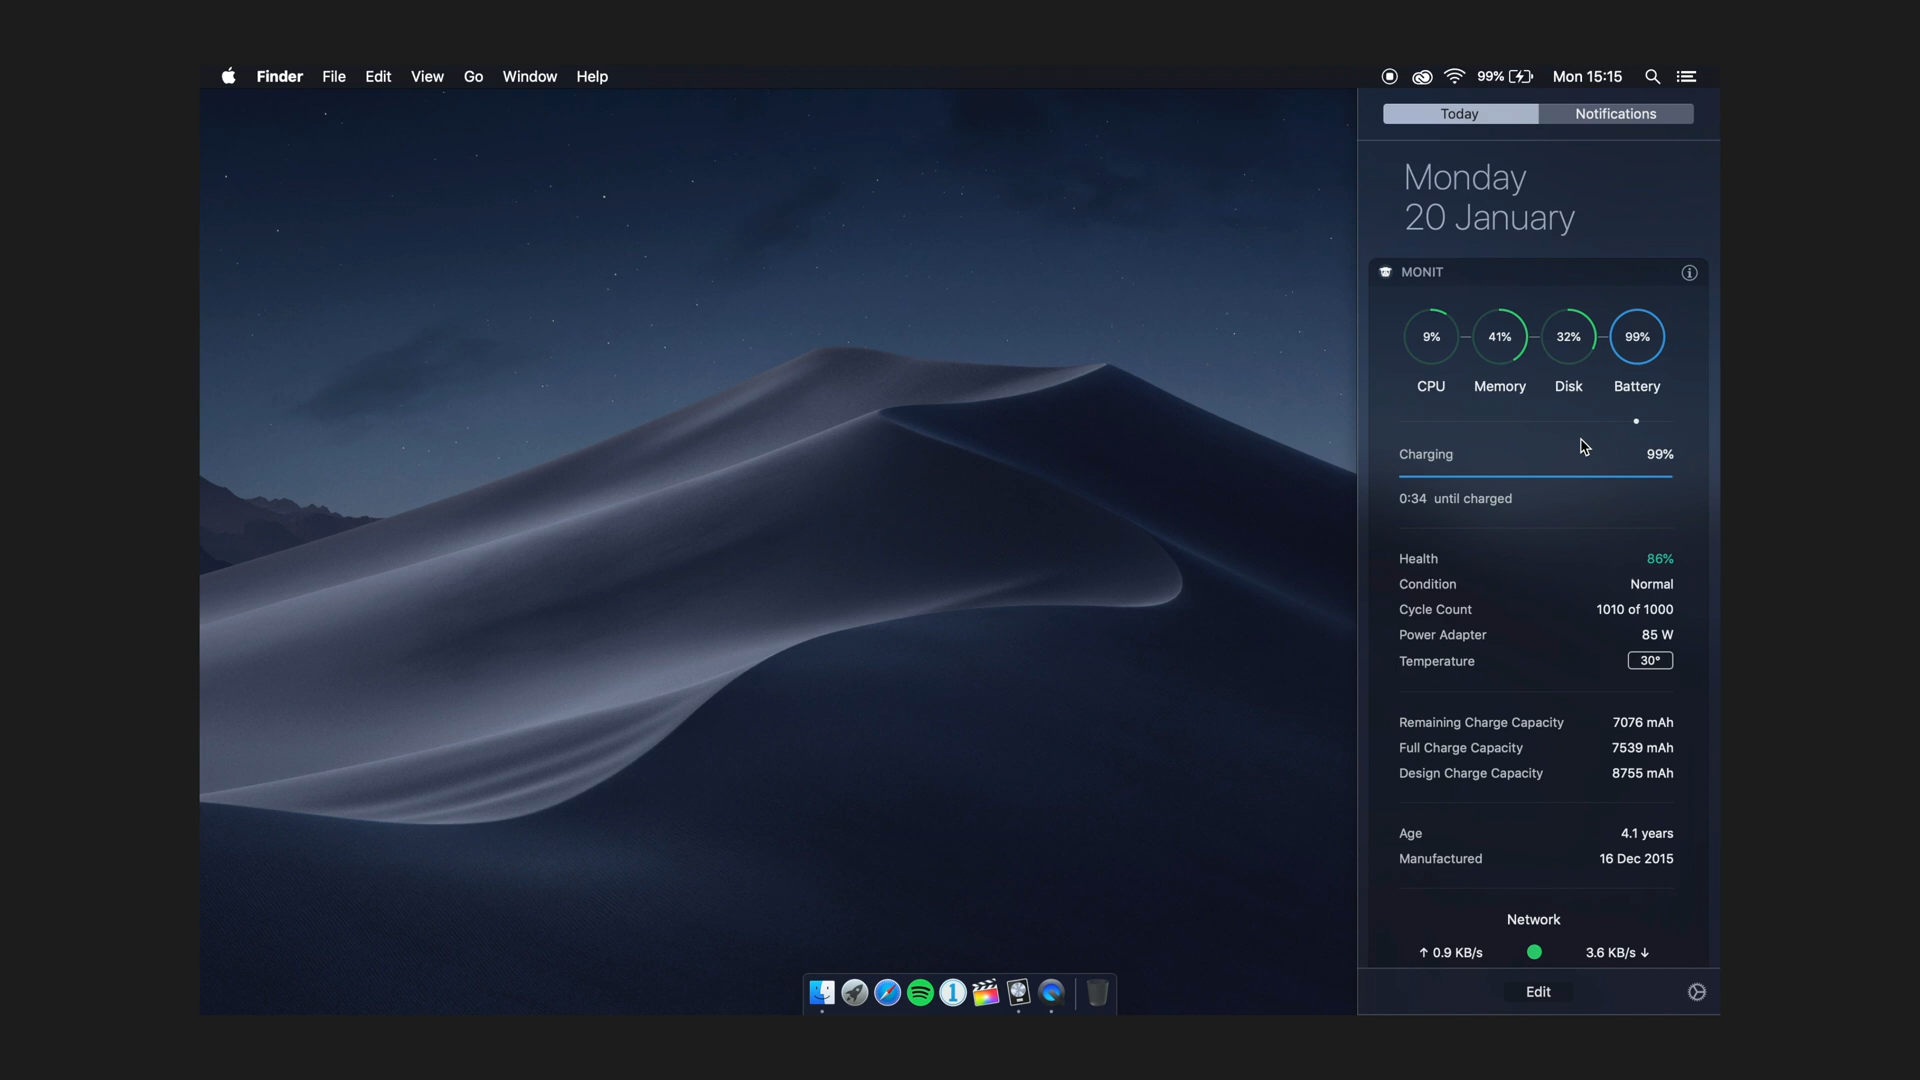 Finder File Edit View Go Window Help 99% Mon 15:15
Today Notifications
Monday
20 January
MONIT
9% 41% 32% 99%
CPU Memory Disk Battery
Charging 99%
0:34 until charged
Health 86%
Condition Normal
Cycle Count 1010 of 1000
Power Adapter 85 W
Temperature 30°
Remaining Charge Capacity 7076 mAh
Full Charge Capacity 7539 mAh
Design Charge Capacity 8755 mAh
Age 4.1 years
Manufactured 16 Dec 2015
Network
↑ 0.9 KB/s 3.6 KB/s ↓
Edit